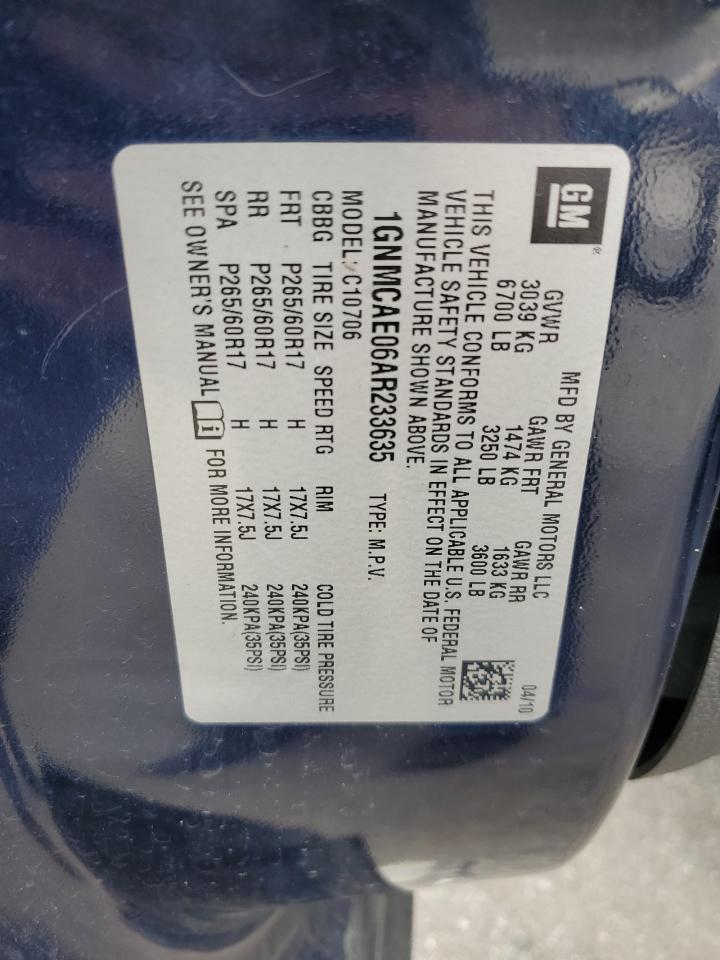 GM®
MFD BY GENERAL MOTORS LLC 04/10
GVWR GAWR FRT GAWR RR
3039 KG 1474 KG 1633 KG
6700 LB 3250 LB 3600 LB
THIS VEHICLE CONFORMS TO ALL APPLICABLE U.S. FEDERAL MOTOR
VEHICLE SAFETY STANDARDS IN EFFECT ON THE DATE OF
MANUFACTURE SHOWN ABOVE.
1GNMCAE06AR233635 TYPE: M.P.V.
MODEL: C10706
CBBG TIRE SIZE SPEED RTG RIM COLD TIRE PRESSURE
FRT P265/60R17 H 17X7.5J 240KPA(35PSI)
RR P265/60R17 H 17X7.5J 240KPA(35PSI)
SPA P265/60R17 H 17X7.5J 240KPA(35PSI)
SEE OWNER'S MANUAL FOR MORE INFORMATION.